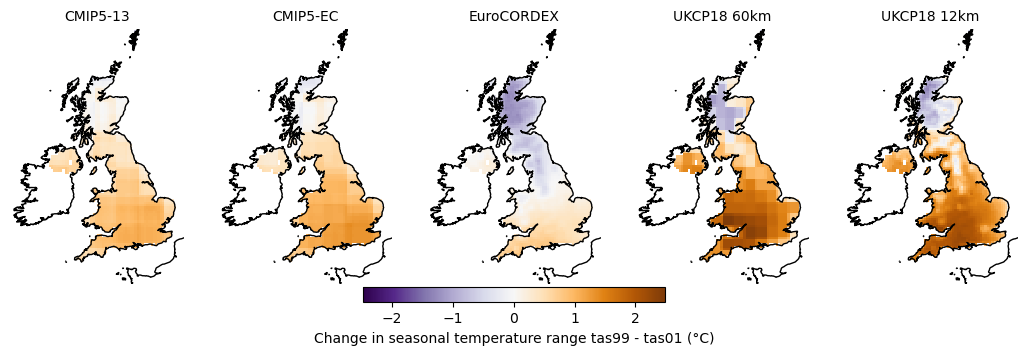 CMIP5-13
CMIP5-EC
EuroCORDEX
UKCP18 60km
UKCP18 12km
−2
−1
0
1
2
Change in seasonal temperature range tas99 - tas01 (°C)